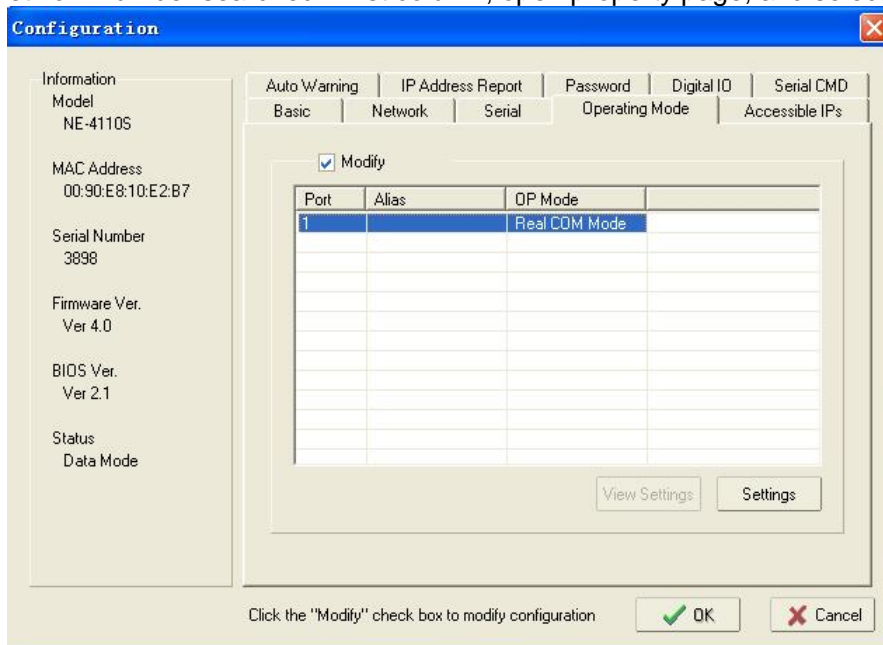 Configuration
Information
Model
NE-4110S
MAC Address
00:90:E8:10:E2:B7
Serial Number
3898
Firmware Ver.
Ver 4.0
BIOS Ver.
Ver 2.1
Status
Data Mode
Auto Warning IP Address Report Password Digital IO Serial CMD
Basic Network Serial Operating Mode Accessible IPs
Modify
Port Alias OP Mode
1 Real COM Mode
View Settings Settings
Click the "Modify" check box to modify configuration OK Cancel